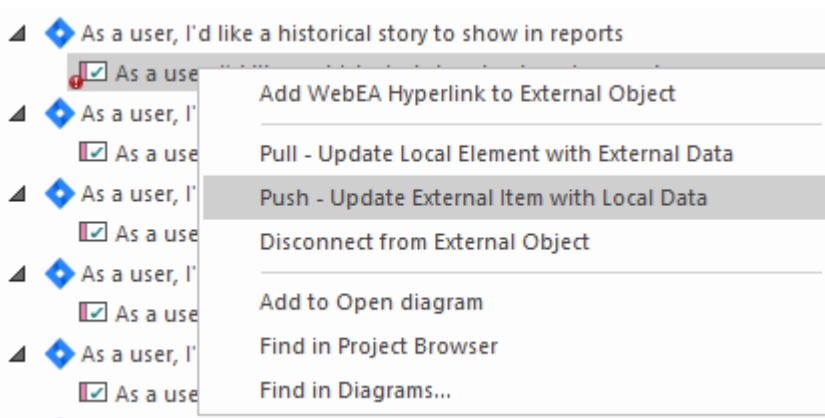 As a user, I'd like a historical story to show in reports
As a use
Add WebEA Hyperlink to External Object
As a user, I'
Pull - Update Local Element with External Data
As a use
Push - Update External Item with Local Data
As a user, I'
As a use
Disconnect from External Object
As a user, I'
Add to Open diagram
As a use
Find in Project Browser
As a user, I'
Find in Diagrams...
As a use